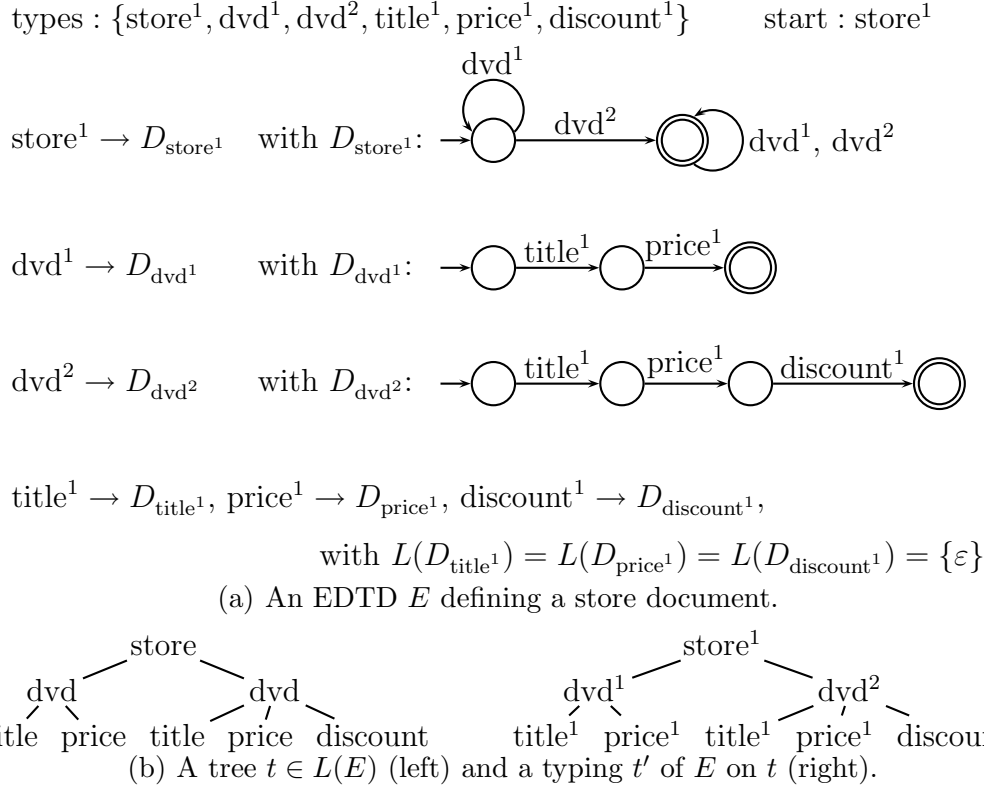 types : {store¹, dvd¹, dvd², title¹, price¹, discount¹} start : store¹
dvd¹
store¹ → D_store¹ with D_store¹: dvd² dvd¹, dvd²
dvd¹ → D_dvd¹ with D_dvd¹: title¹ price¹
dvd² → D_dvd² with D_dvd²: title¹ price¹ discount¹
title¹ → D_title¹, price¹ → D_price¹, discount¹ → D_discount¹,
with L(D_title¹) = L(D_price¹) = L(D_discount¹) = {ε}
(a) An EDTD E defining a store document.
store store¹
dvd dvd dvd¹ dvd²
itle price title price discount title¹ price¹ title¹ price¹ discou
(b) A tree t ∈ L(E) (left) and a typing t′ of E on t (right).